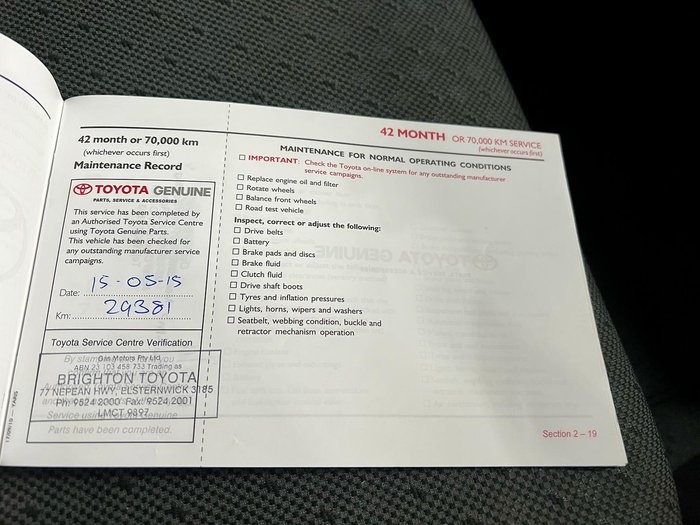 42 month or 70,000 km
(whichever occurs first)
Maintenance Record
TOYOTA GENUINE
PARTS, SERVICE & ACCESSORIES
This service has been completed by
an Authorised Toyota Service Centre
using Toyota Genuine Parts.
This vehicle has been checked for
any outstanding manufacturer service
campaigns.
Date: 15-05-15
Km: 29381
Toyota Service Centre Verification
By stamping
Gain Motors Pty Ltd
ABN 23 103 458 733 Trading as
BRIGHTON TOYOTA
77 NEPEAN HWY, ELSTERNWICK 3185
Ph: 9524 2000 Fax: 9524 2001
LMCT 9397
Service using Toyota Genuine
Parts have been completed.
42 MONTH OR 70,000 KM SERVICE
(whichever occurs first)
MAINTENANCE FOR NORMAL OPERATING CONDITIONS
IMPORTANT: Check the Toyota on-line system for any outstanding manufacturer
service campaigns.
Replace engine oil and filter
Rotate wheels
Balance front wheels
Road test vehicle
Inspect, correct or adjust the following:
Drive belts
Battery
Brake pads and discs
Brake fluid
Clutch fluid
Drive shaft boots
Tyres and inflation pressures
Lights, horns, wipers and washers
Seatbelt, webbing condition, buckle and
retractor mechanism operation
Section 2 – 19